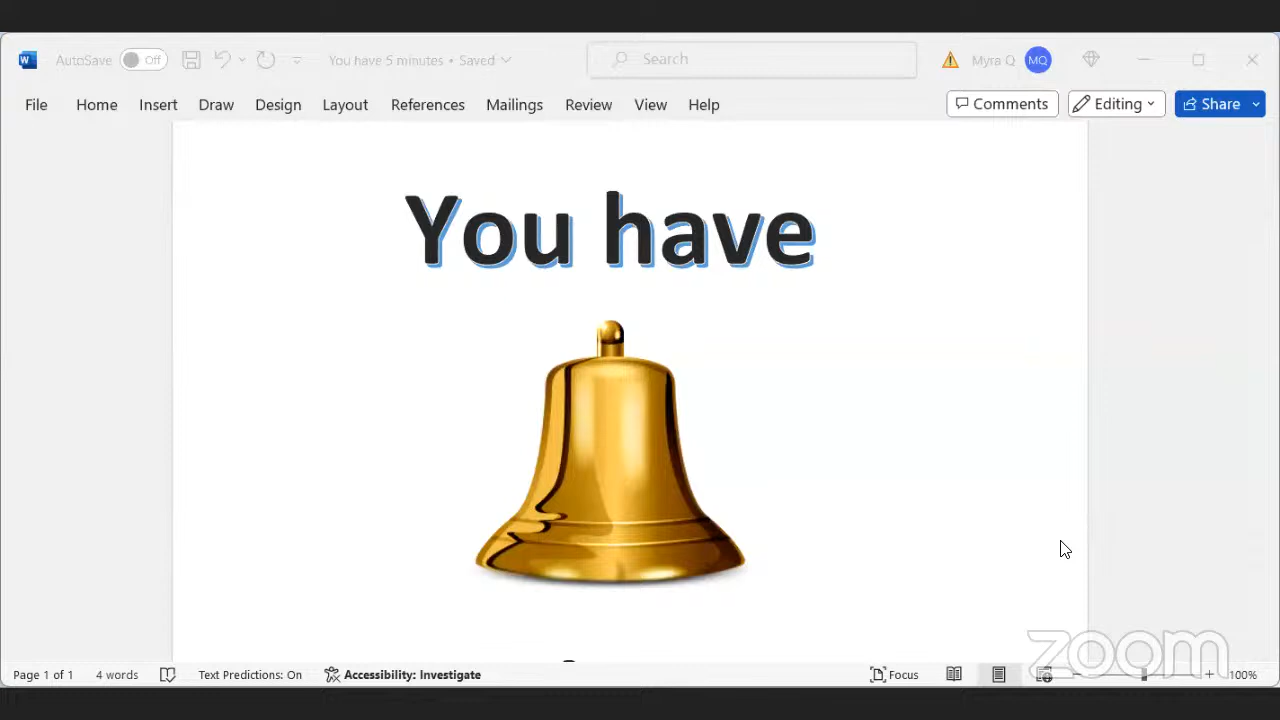 AutoSave Off You have 5 minutes • Saved Search Myra Q MQ
File Home Insert Draw Design Layout References Mailings Review View Help Comments Editing Share
You have
zoom
Page 1 of 1 4 words Text Predictions: On Accessibility: Investigate Focus 100%